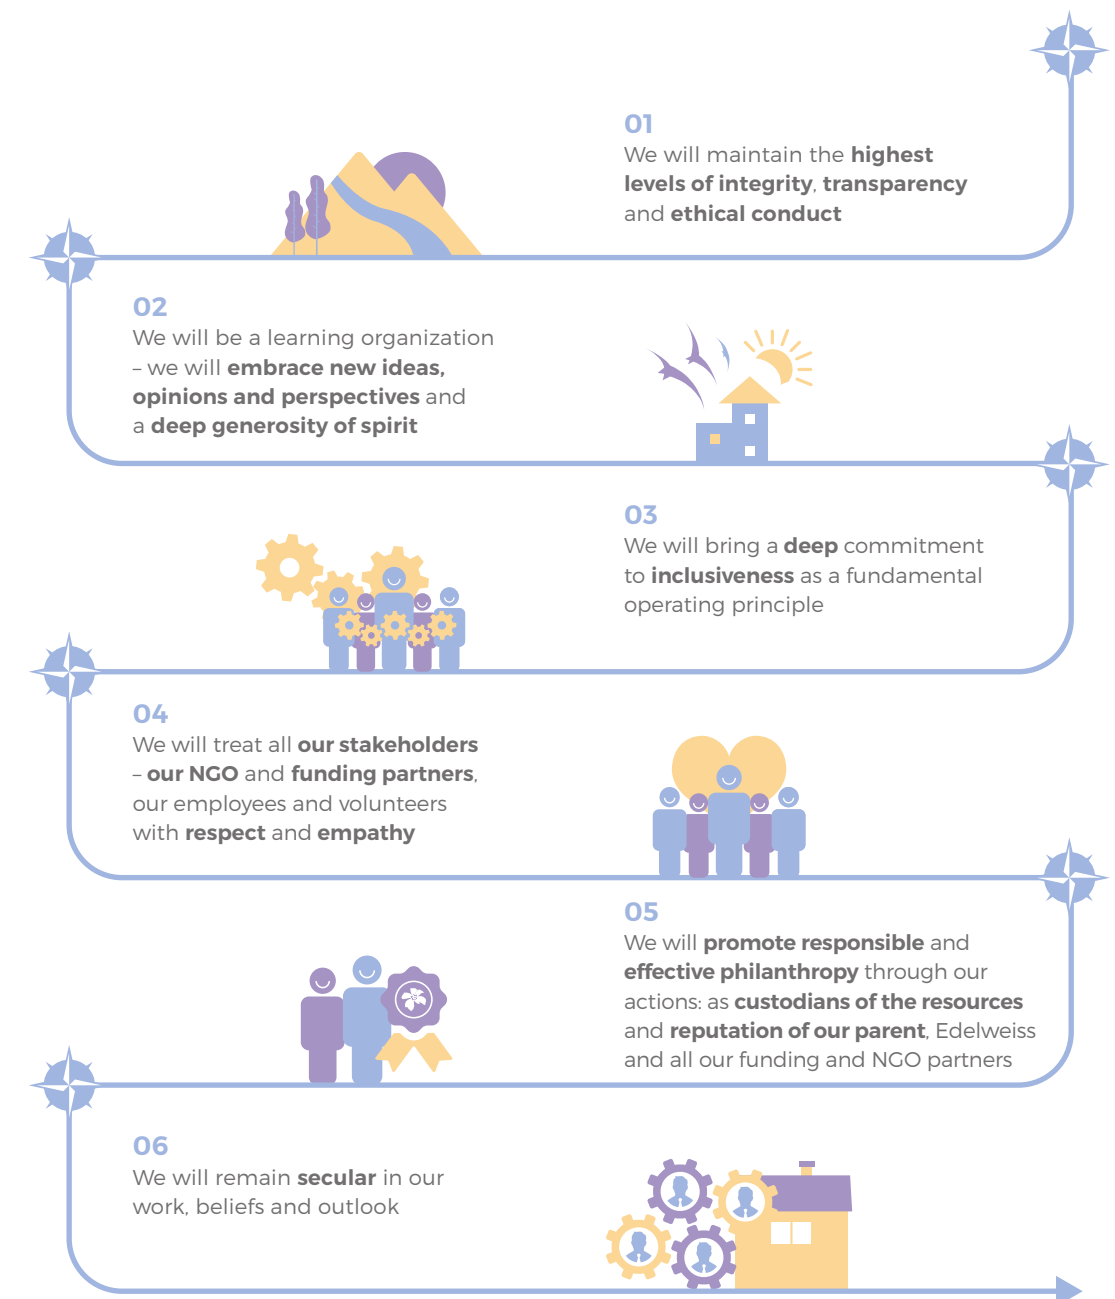 01
We will maintain the highest
levels of integrity, transparency
and ethical conduct
02
We will be a learning organization
– we will embrace new ideas,
opinions and perspectives and
a deep generosity of spirit
03
We will bring a deep commitment
to inclusiveness as a fundamental
operating principle
04
We will treat all our stakeholders
– our NGO and funding partners,
our employees and volunteers
with respect and empathy
05
We will promote responsible and
effective philanthropy through our
actions: as custodians of the resources
and reputation of our parent, Edelweiss
and all our funding and NGO partners
06
We will remain secular in our
work, beliefs and outlook